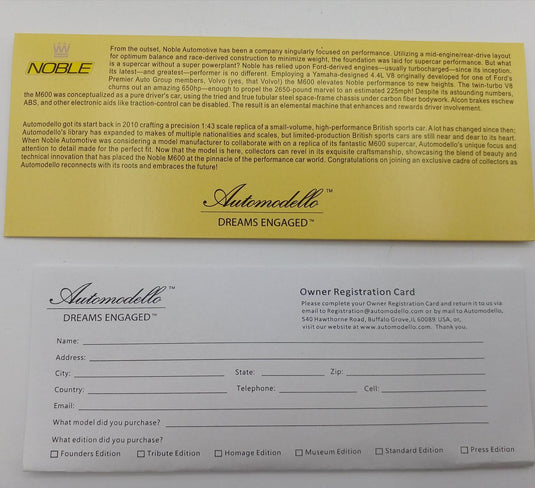 NOBLE
From the outset, Noble Automotive has been a company singularly focused on performance. Utilizing a mid-engine/rear-drive layout
for optimum balance and race-derived construction to minimize weight, the foundation was laid for supercar performance. But what
is a supercar without a superpowerplant? Noble has relied upon Ford-derived engines—usually turbocharged—since its inception.
Its latest—and greatest—performer is no different. Employing a Yamaha-designed 4.4L V8 originally developed for one of Ford's
Premier Auto Group members, Volvo (yes, that Volvo!) the M600 elevates Noble performance to new heights. The twin-turbo V8
churns out an amazing 650hp—enough to propel the 2650-pound marvel to an estimated 225mph! Despite its astounding numbers,
the M600 was conceptualized as a pure driver's car, using the tried and true tubular steel space-frame chassis under carbon fiber bodywork. Alcon brakes eschew
ABS, and other electronic aids like traction-control can be disabled. The result is an elemental machine that enhances and rewards driver involvement.
Automodello got its start back in 2010 crafting a precision 1:43 scale replica of a small-volume, high-performance British sports car. A lot has changed since then;
Automodello's library has expanded to makes of multiple nationalities and scales, but limited-production British sports cars are still near and dear to its heart.
When Noble Automotive was considering a model manufacturer to collaborate with on a replica of its fantastic M600 supercar, Automodello's unique focus and
attention to detail made for the perfect fit. Now that the model is here, collectors can revel in its exquisite craftsmanship, showcasing the blend of beauty and
technical innovation that has placed the Noble M600 at the pinnacle of the performance car world. Congratulations on joining an exclusive cadre of collectors as
Automodello reconnects with its roots and embraces the future!
Automodello™
DREAMS ENGAGED™
Automodello™
DREAMS ENGAGED™
Owner Registration Card
Please complete your Owner Registration Card and return it to us via
email to Registration@automodello.com or by mail to Automodello,
540 Hawthorne Road, Buffalo Grove,IL 60089 USA, or,
visit our website at www.automodello.com. Thank you.
Name:
Address:
City: State: Zip:
Country: Telephone: Cell:
Email:
What model did you purchase?
What edition did you purchase?
Founders Edition Tribute Edition Homage Edition Museum Edition Standard Edition Press Edition